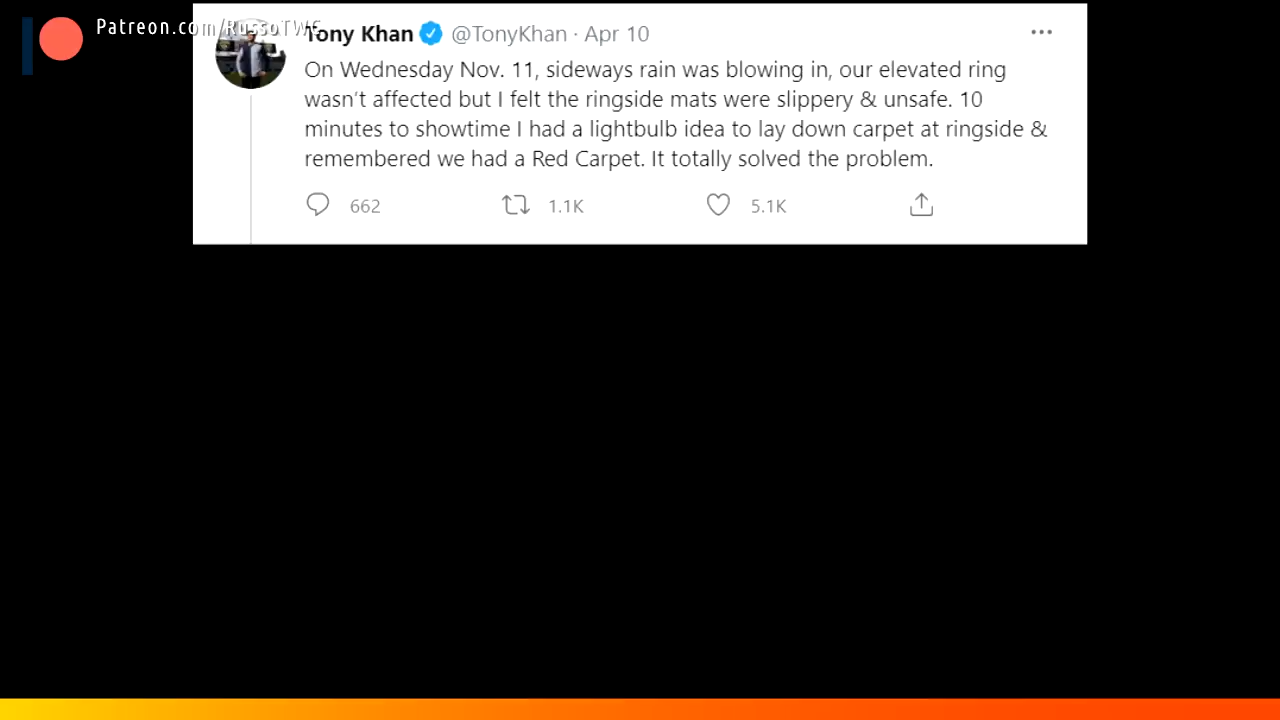 Patreon.com/RussoTWC
Tony Khan @TonyKhan · Apr 10
On Wednesday Nov. 11, sideways rain was blowing in, our elevated ring
wasn't affected but I felt the ringside mats were slippery & unsafe. 10
minutes to showtime I had a lightbulb idea to lay down carpet at ringside &
remembered we had a Red Carpet. It totally solved the problem.
662 1.1K 5.1K